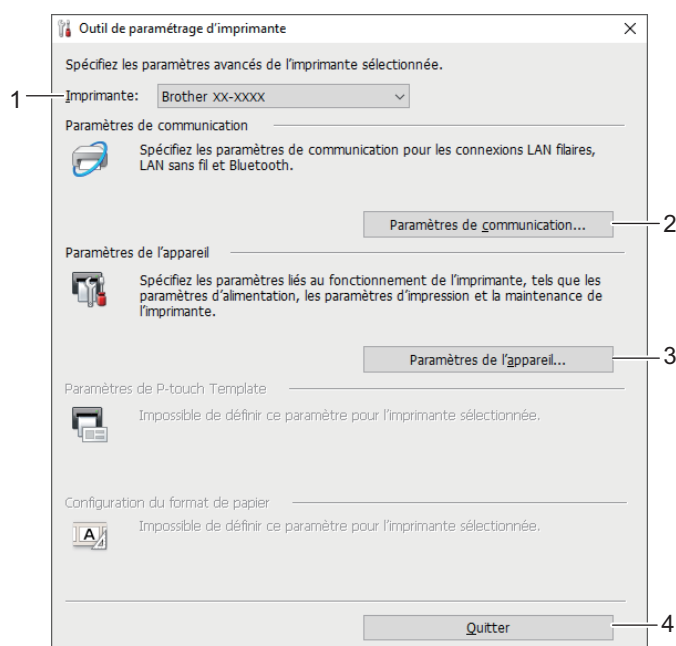 Outil de paramétrage d'imprimante
Spécifiez les paramètres avancés de l'imprimante sélectionnée.
1 Imprimante: Brother XX-XXXX
Paramètres de communication
Spécifiez les paramètres de communication pour les connexions LAN filaires,
LAN sans fil et Bluetooth.
Paramètres de communication... 2
Paramètres de l'appareil
Spécifiez les paramètres liés au fonctionnement de l'imprimante, tels que les
paramètres d'alimentation, les paramètres d'impression et la maintenance de
l'imprimante.
Paramètres de l'appareil... 3
Paramètres de P-touch Template
Impossible de définir ce paramètre pour l'imprimante sélectionnée.
Configuration du format de papier
A Impossible de définir ce paramètre pour l'imprimante sélectionnée.
Quitter 4